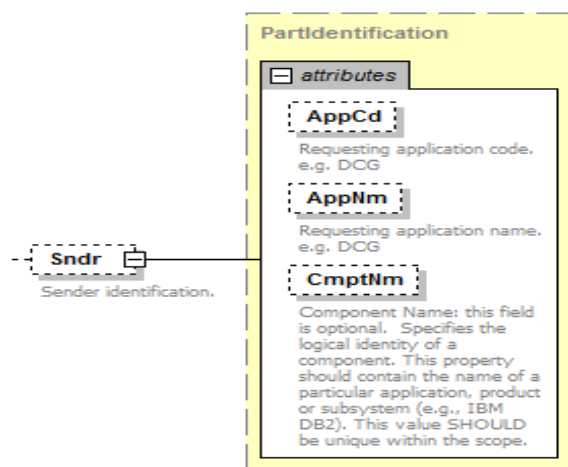 PartIdentification
attributes
AppCd
Requesting application code.
e.g. DCG
AppNm
Requesting application name.
e.g. DCG
Sndr
Sender identification.
CmptNm
Component Name: this field
is optional.  Specifies the
logical identity of a
component. This property
should contain the name of a
particular application, product
or subsystem (e.g., IBM
DB2). This value SHOULD
be unique within the scope.